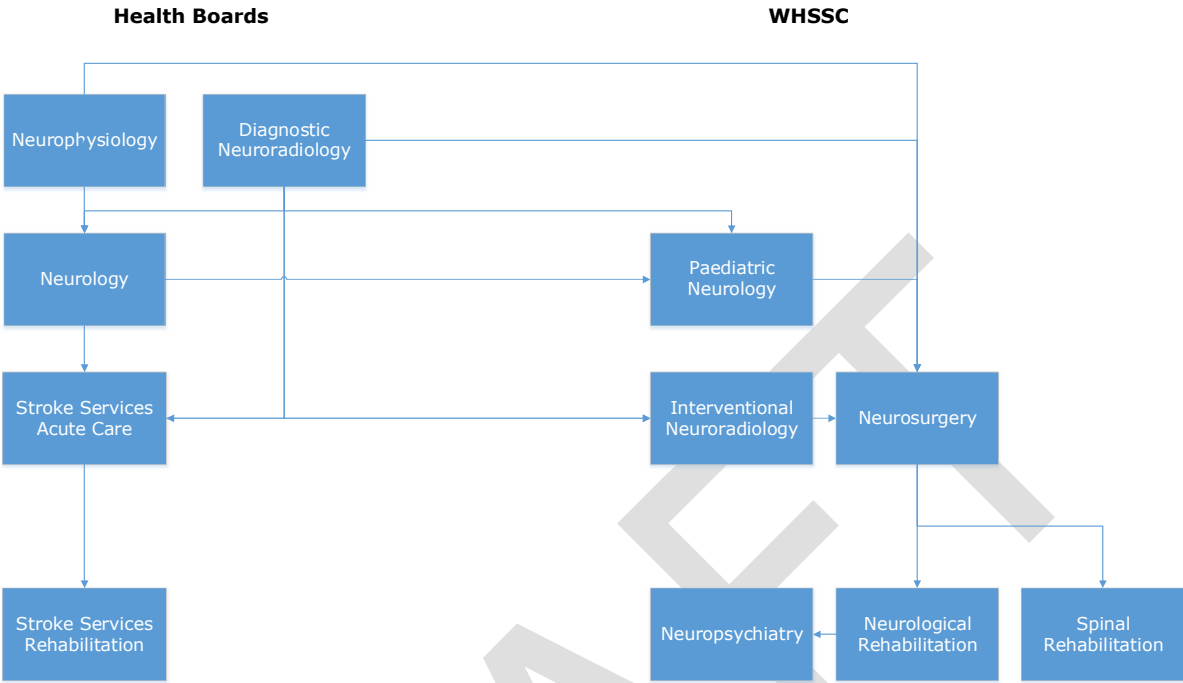 Health Boards
WHSSC
Neurophysiology
Diagnostic
Neuroradiology
Neurology
Paediatric
Neurology
Stroke Services
Acute Care
Interventional
Neuroradiology
Neurosurgery
Stroke Services
Rehabilitation
Neuropsychiatry
Neurological
Rehabilitation
Spinal
Rehabilitation